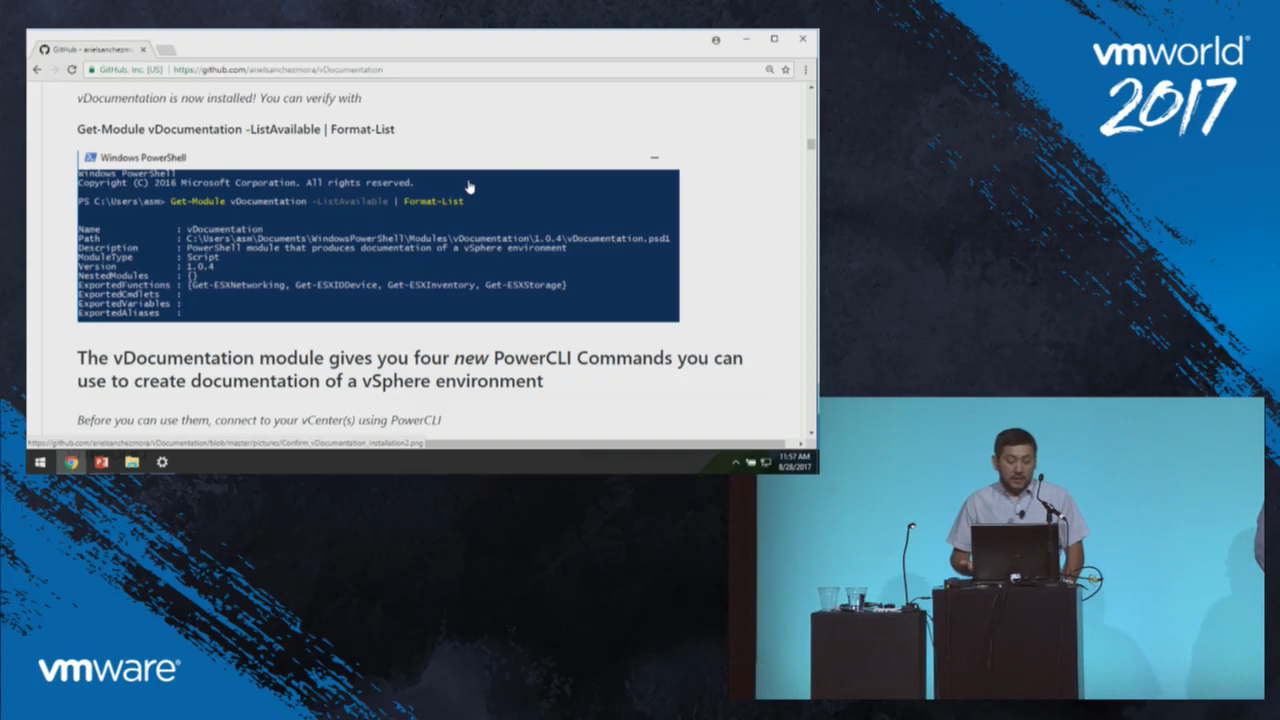 GitHub - arielsanchezmo
GitHub, Inc. [US] | https://github.com/arielsanchezmora/vDocumentation
vDocumentation is now installed! You can verify with
Get-Module vDocumentation -ListAvailable | Format-List
Windows PowerShell
Windows PowerShell
Copyright (C) 2016 Microsoft Corporation. All rights reserved.
PS C:\Users\asm> Get-Module vDocumentation -ListAvailable | Format-List
Name : vDocumentation
Path : C:\Users\asm\Documents\WindowsPowerShell\Modules\vDocumentation\1.0.4\vDocumentation.psd1
Description : PowerShell module that produces documentation of a vSphere environment
ModuleType : Script
Version : 1.0.4
NestedModules : {}
ExportedFunctions : {Get-ESXNetworking, Get-ESXIODevice, Get-ESXInventory, Get-ESXStorage}
ExportedCmdlets :
ExportedVariables :
ExportedAliases :
The vDocumentation module gives you four new PowerCLI Commands you can
use to create documentation of a vSphere environment
Before you can use them, connect to your vCenter(s) using PowerCLI
https://github.com/arielsanchezmora/vDocumentation/blob/master/pictures/Confirm_vDocumentation_installation2.png
11:57 AM
8/28/2017
vmworld®
2017
vmware®